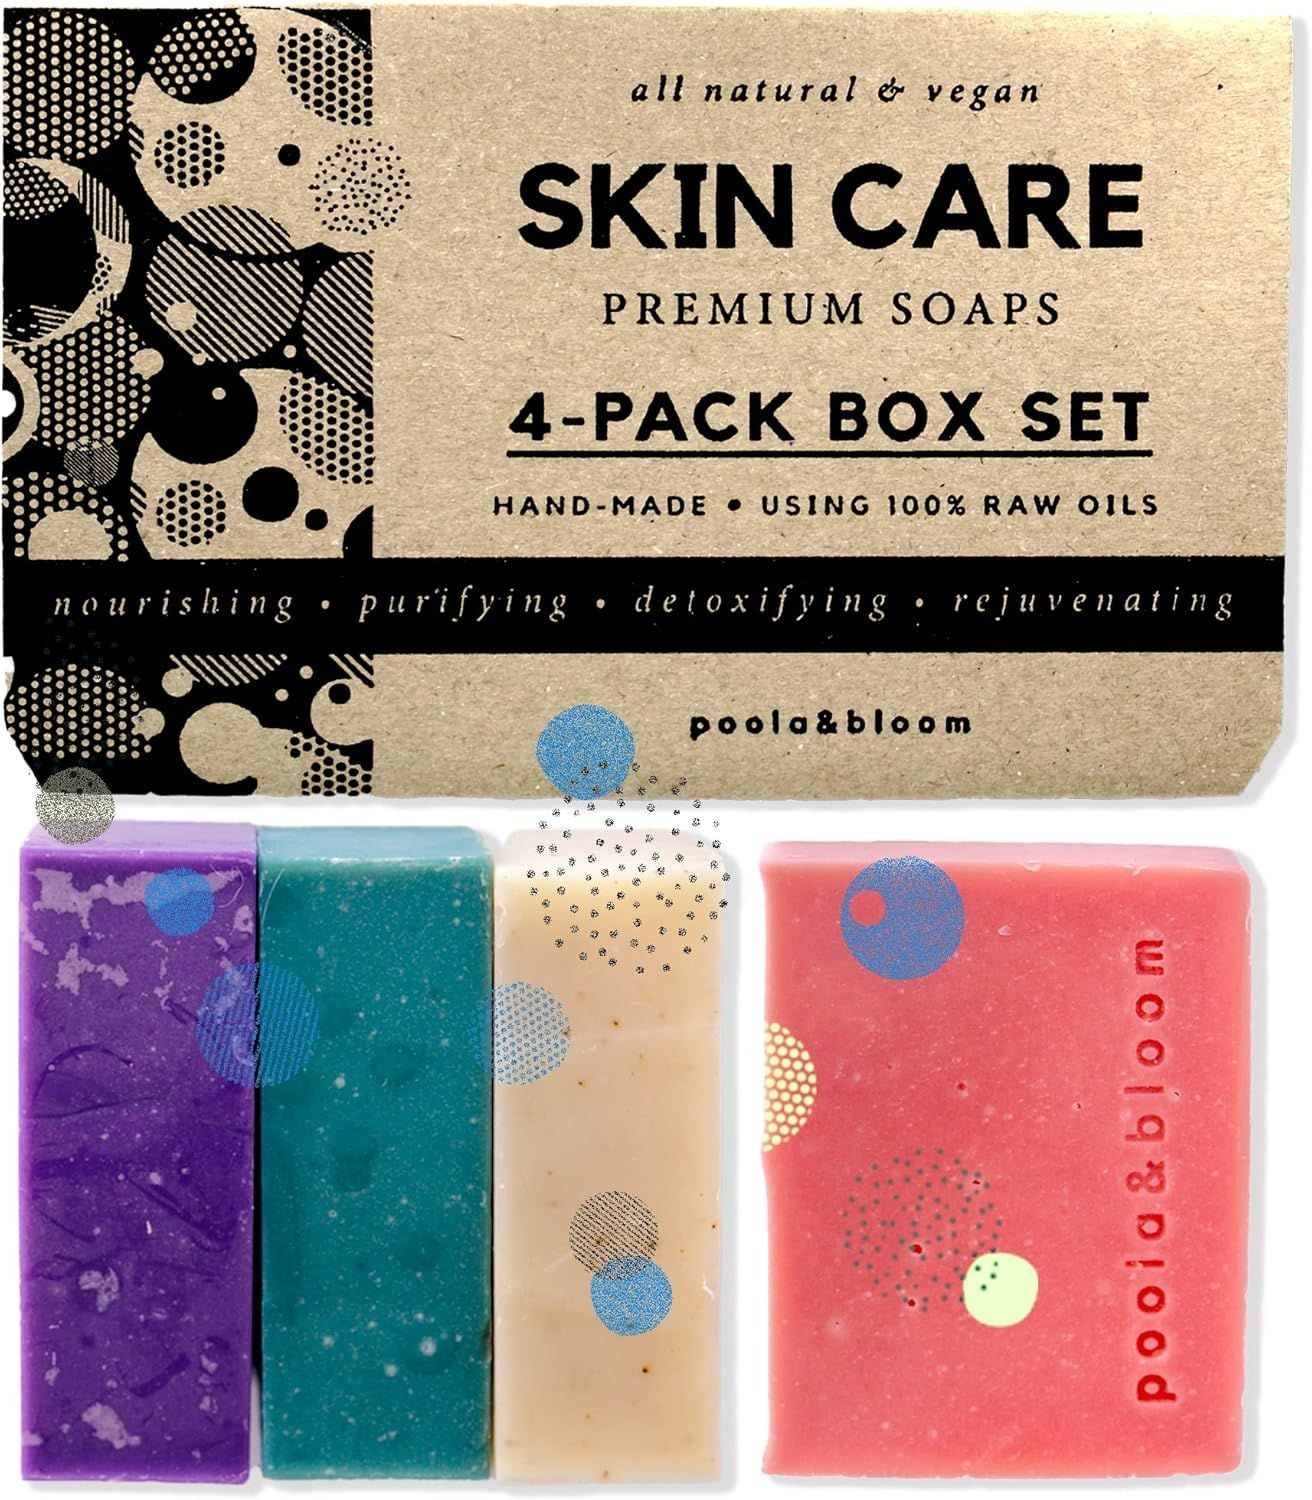 all natural & vegan
SKIN CARE
PREMIUM SOAPS
4-PACK BOX SET
HAND-MADE • USING 100% RAW OILS
nourishing • purifying • detoxifying • rejuvenating
poola&bloom
poola&bloom